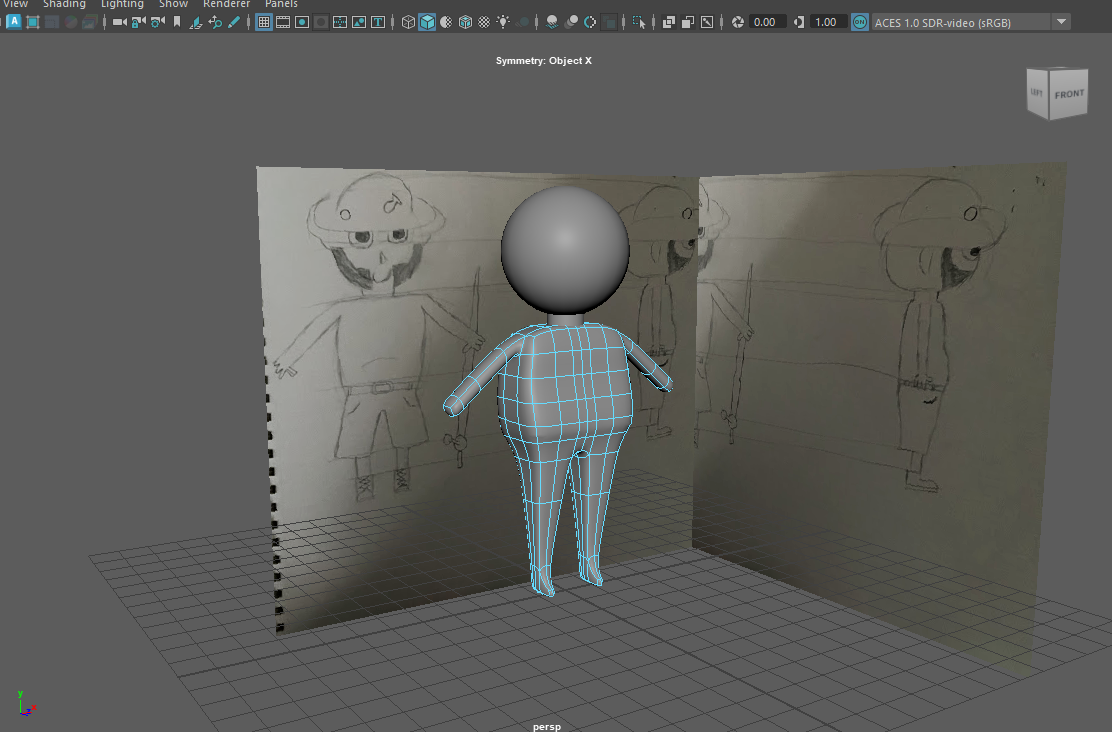 View Shading Lighting Show Renderer Panels
A 0.00 1.00 ON ACES 1.0 SDR-video (sRGB)
Symmetry: Object X
LEFT FRONT
y
persp